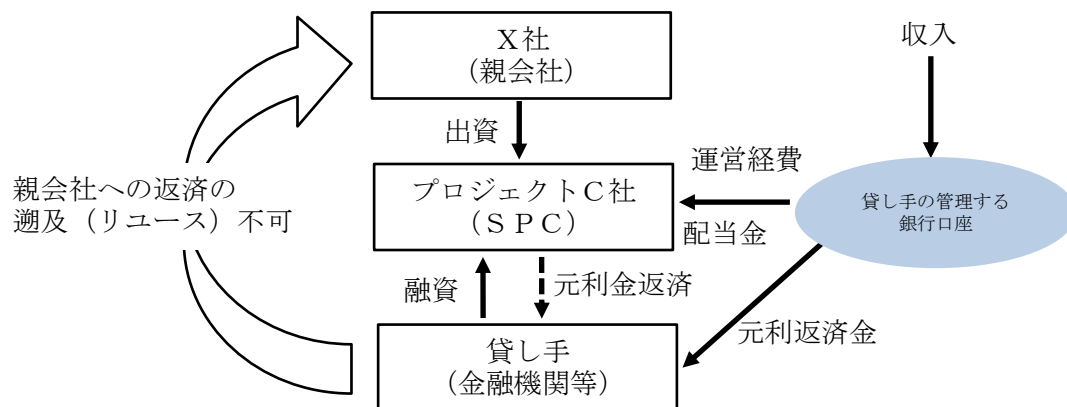 X社
（親会社）
収入
出資
運営経費
親会社への返済の
遡及（リユース）不可
プロジェクトC社
（SPC）
貸し手の管理する
銀行口座
配当金
融資
元利金返済
元利返済金
貸し手
（金融機関等）